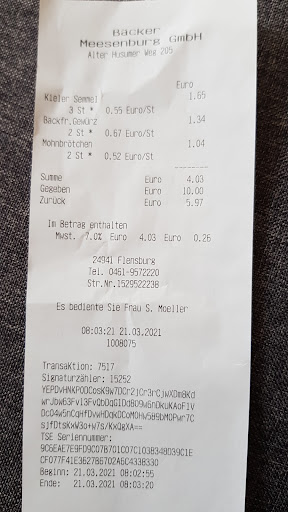 Bäcker
Meesenburg GmbH
Alter Husumer Weg 205
Euro
Kieler Semmel 1.65
3 St * 0.55 Euro/St
Backfr.Gewürz 1.34
2 St * 0.67 Euro/St
Mohnbrötchen 1.04
2 St * 0.52 Euro/St
--------
Summe Euro 4.03
Gegeben Euro 10.00
Zurück Euro 5.97
Im Betrag enthalten
Mwst. 7.0% Euro 4.03 Euro 0.26
24941 Flensburg
Tel. 0461-9572220
Str.Nr.1529522238
Es bediente Sie Frau S. Moeller
08:03:21 21.03.2021
1008075
Transaktion: 7517
Signaturzähler: 15252
TSE Seriennummer:
Beginn: 21.03.2021 08:02:55
Ende: 21.03.2021 08:03:20